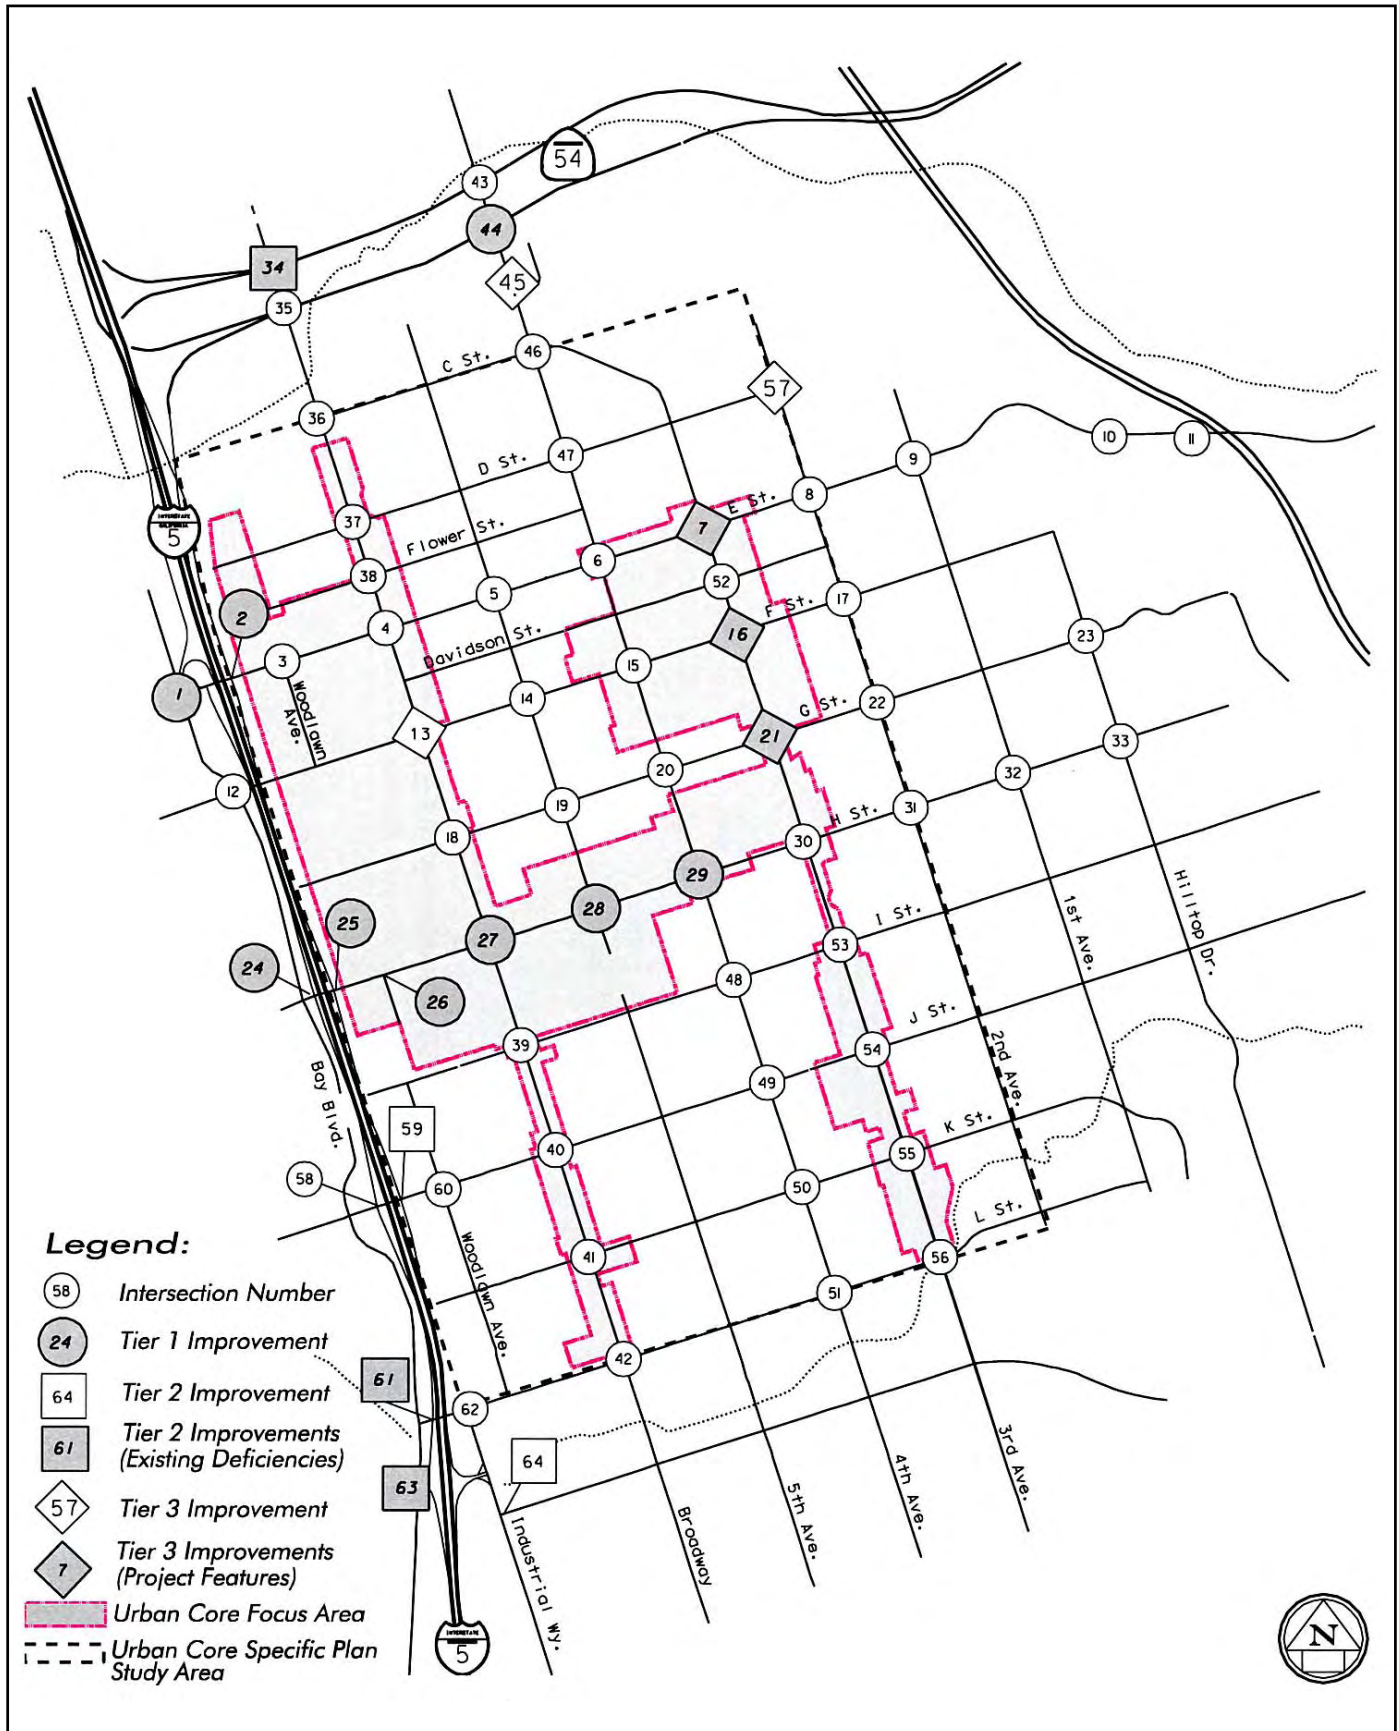 54
43
44
34
45
35
C St.
46
36
57
10
11
9
47
D St.
8
E St.
37
7
INTERSTATE
CALIFORNIA
5
Flower St.
6
38
52
5
17
F St.
2
4
16
23
Davidson St.
3
15
1
Woodlawn
Ave.
14
22
G St.
13
21
33
20
32
12
19
31
H St.
18
30
29
Hilltop Dr.
28
25
1st Ave.
I St.
27
53
24
48
26
J St.
39
54
2nd Ave.
Bay Blvd.
49
K St.
59
40
55
58
60
50
L St.
Woodlawn Ave.
41
56
51
42
62
64
3rd Ave.
4th Ave.
5th Ave.
Broadway
Industrial Wy.
61
63
INTERSTATE
5
Legend:
58 Intersection Number
24 Tier 1 Improvement
64 Tier 2 Improvement
61 Tier 2 Improvements
(Existing Deficiencies)
57 Tier 3 Improvement
7 Tier 3 Improvements
(Project Features)
Urban Core Focus Area
Urban Core Specific Plan
Study Area
N